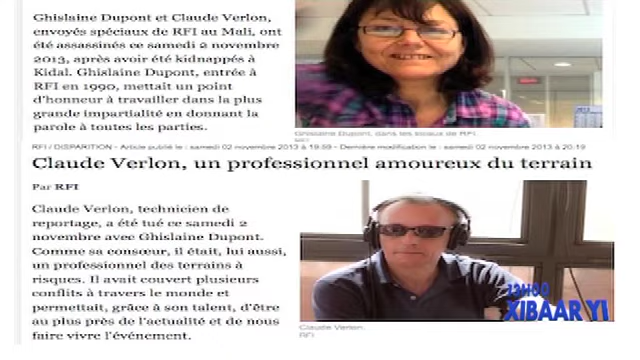 Ghislaine Dupont et Claude Verlon,
envoyés spéciaux de RFI au Mali, ont
été assassinés ce samedi 2 novembre
2013, après avoir été kidnappés à
Kidal. Ghislaine Dupont, entrée à
RFI en 1990, mettait un point
d'honneur à travailler dans la plus
grande impartialité en donnant la
parole à toutes les parties.
Ghislaine Dupont, dans les locaux de RFI.
RFI
RFI / DISPARITION - Article publié le : samedi 02 novembre 2013 à 19:59 - Dernière modification le : samedi 02 novembre 2013 à 20:19
Claude Verlon, un professionnel amoureux du terrain
Par RFI
Claude Verlon, technicien de
reportage, a été tué ce samedi 2
novembre avec Ghislaine Dupont.
Comme sa consœur, il était, lui aussi,
un professionnel des terrains à
risques. Il avait couvert plusieurs
conflits à travers le monde et
permettait, grâce à son talent, d'être
au plus près de l'actualité et de nous
faire vivre l'événement.
Claude Verlon.
RFI
12H00
XIBAAR YI